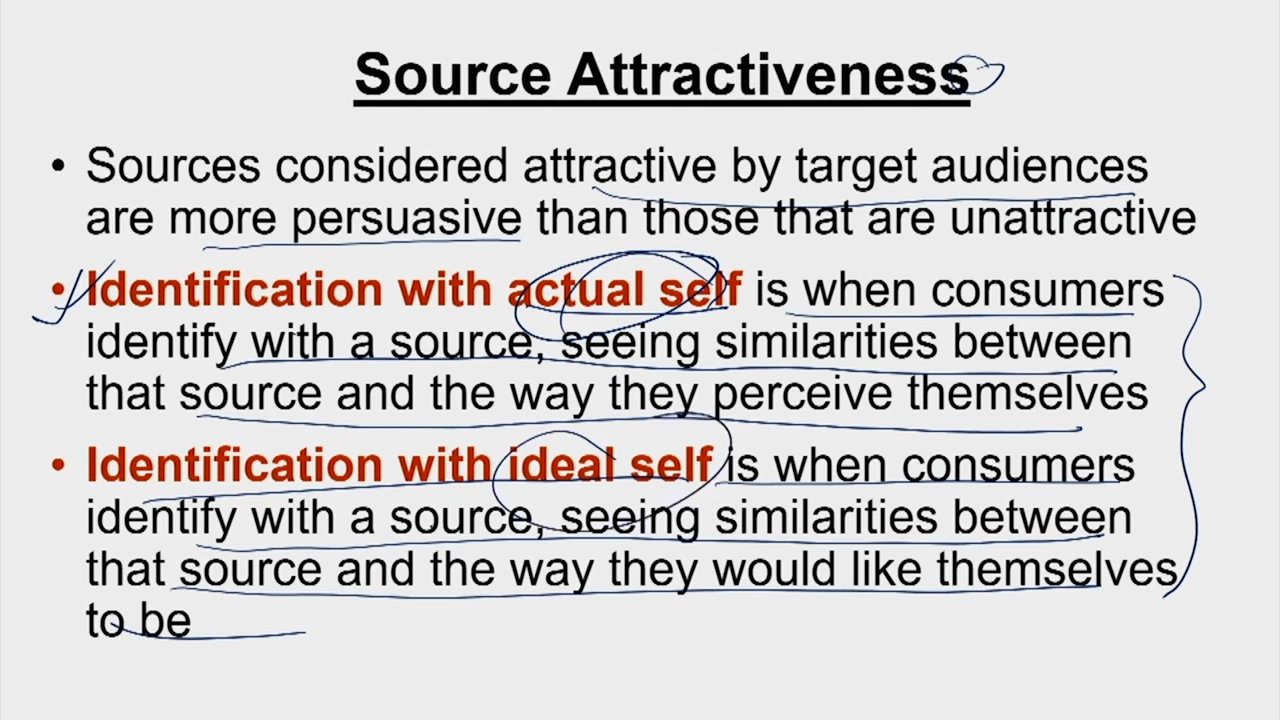 Source Attractiveness
• Sources considered attractive by target audiences
are more persuasive than those that are unattractive
• Identification with actual self is when consumers
identify with a source, seeing similarities between
that source and the way they perceive themselves
• Identification with ideal self is when consumers
identify with a source, seeing similarities between
that source and the way they would like themselves
to be